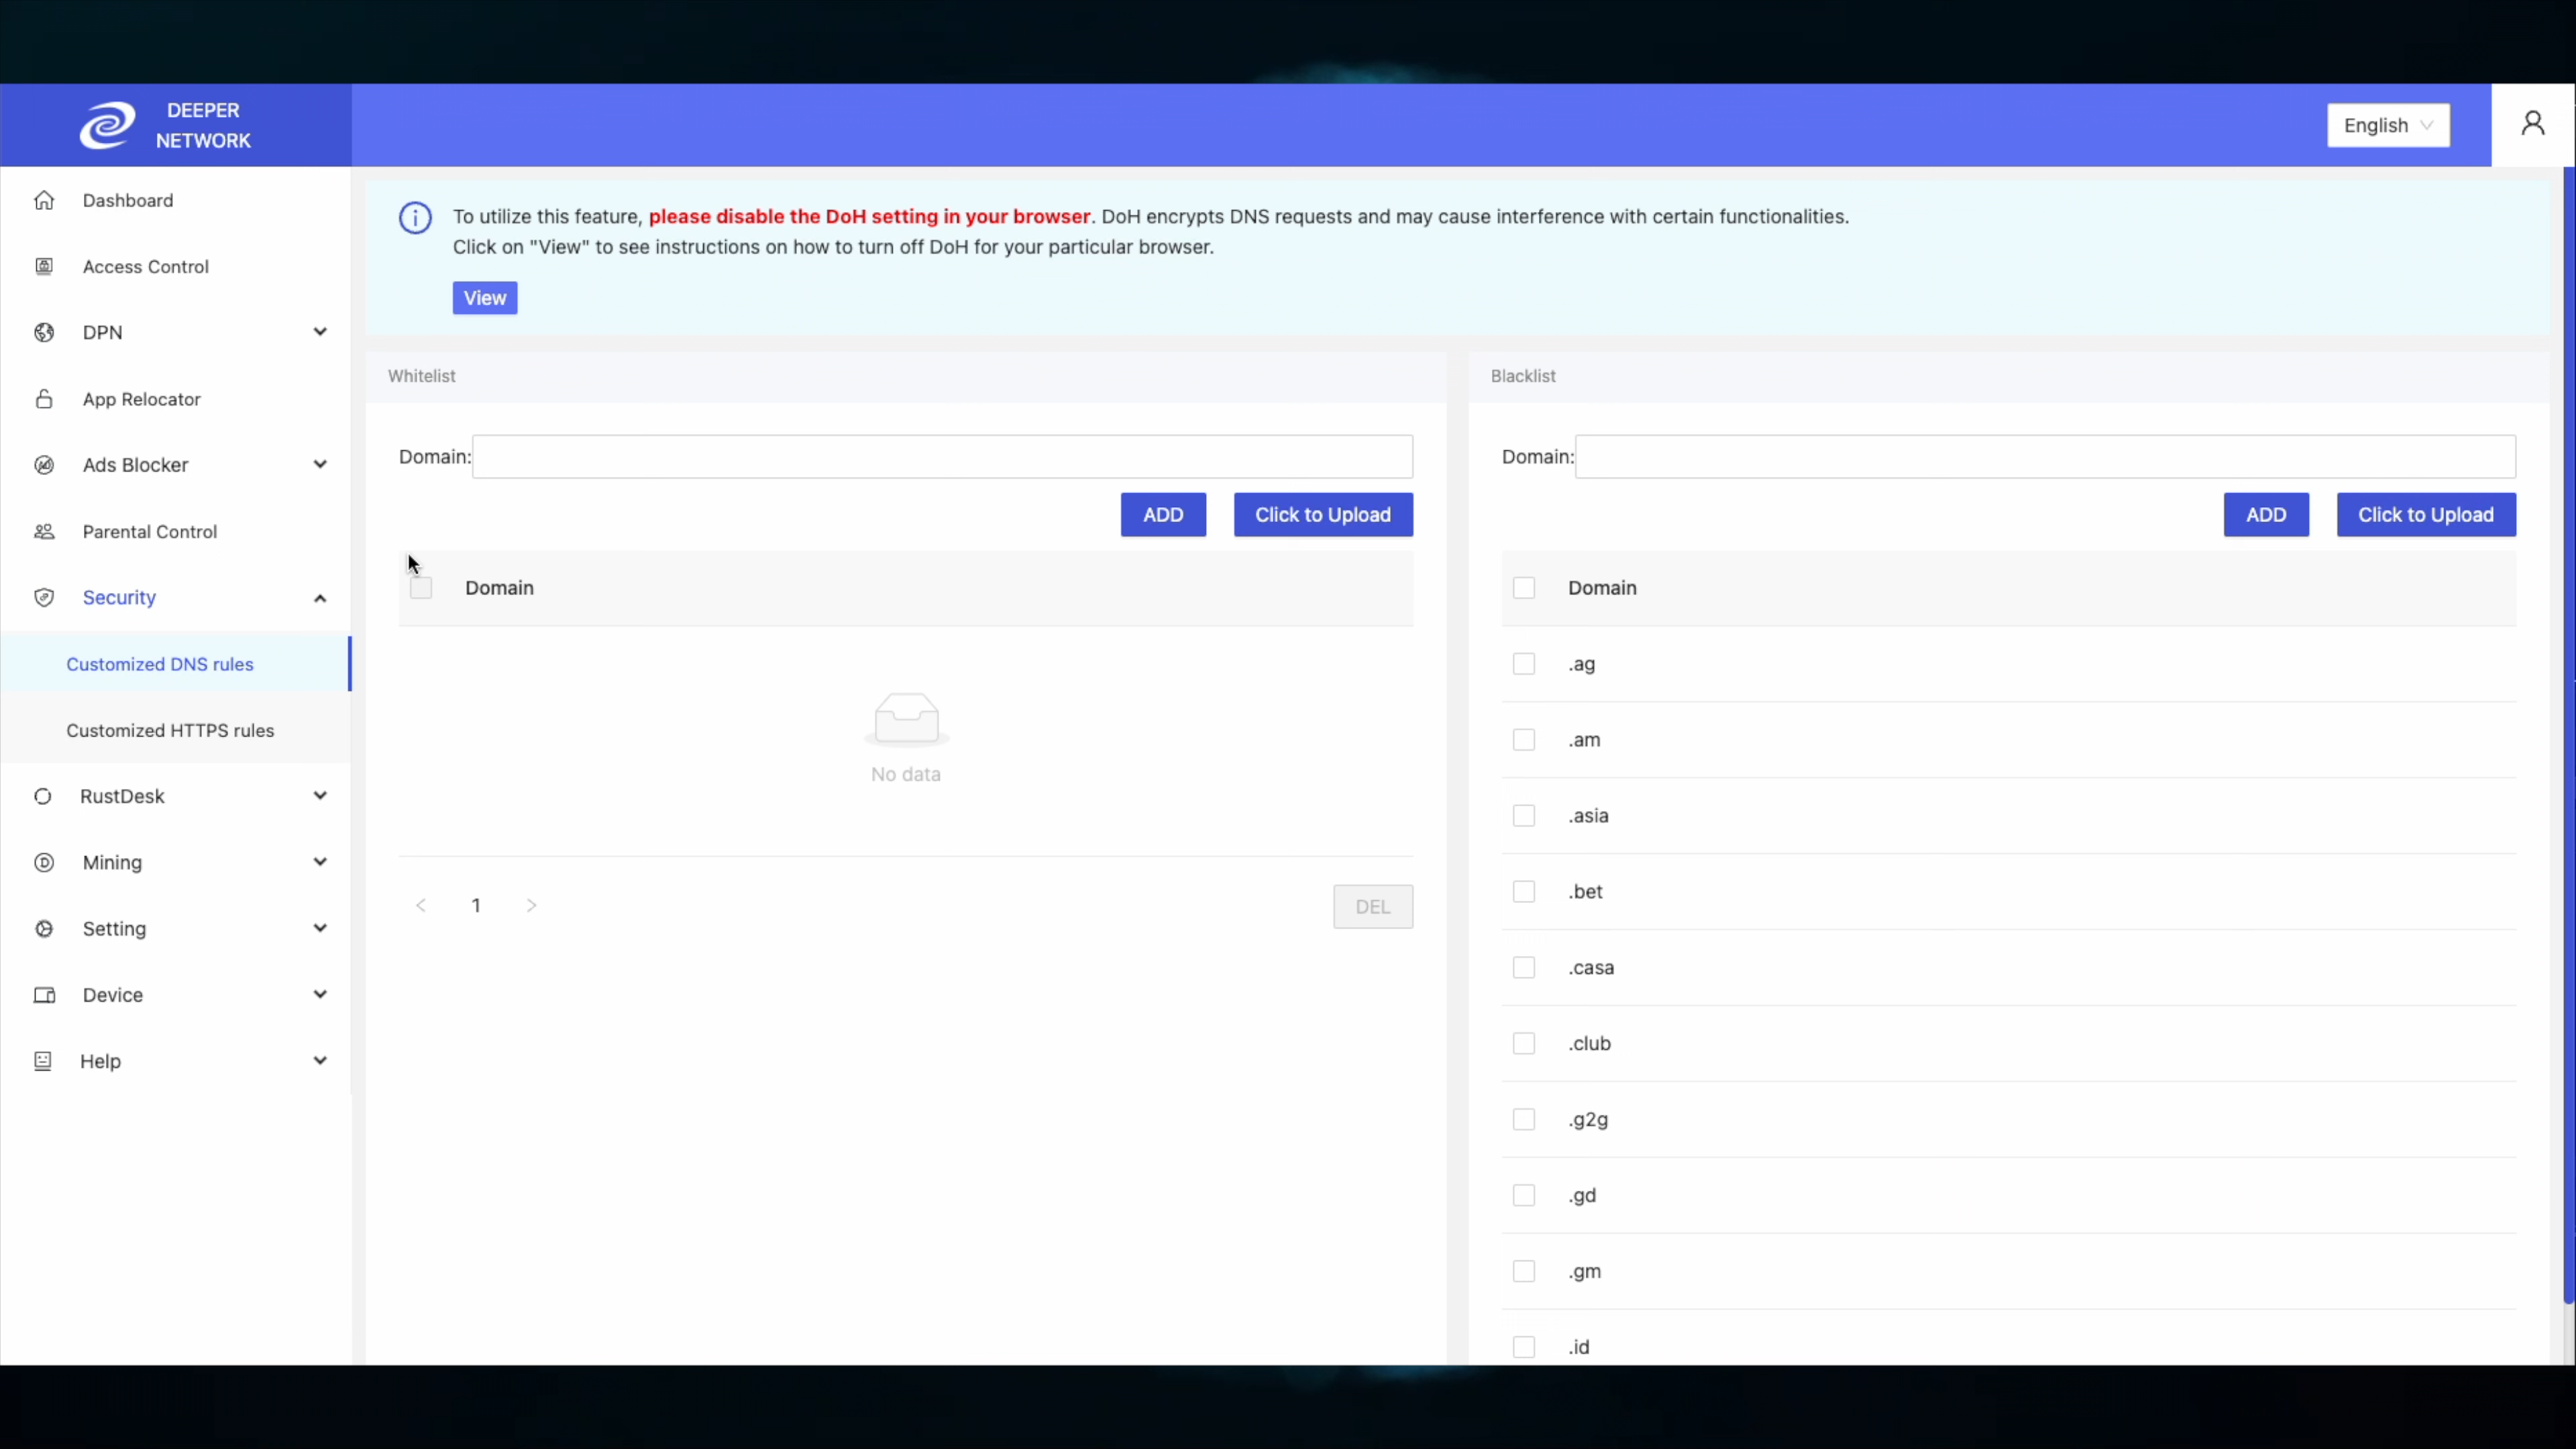 DEEPER
NETWORK
English
Dashboard
Access Control
DPN
App Relocator
Ads Blocker
Parental Control
Security
Customized DNS rules
Customized HTTPS rules
RustDesk
Mining
Setting
Device
Help
To utilize this feature, please disable the DoH setting in your browser. DoH encrypts DNS requests and may cause interference with certain functionalities.
Click on "View" to see instructions on how to turn off DoH for your particular browser.
View
Whitelist
Domain:
ADD Click to Upload
Domain
No data
< 1 >
DEL
Blacklist
Domain:
ADD Click to Upload
Domain
.ag
.am
.asia
.bet
.casa
.club
.g2g
.gd
.gm
.id